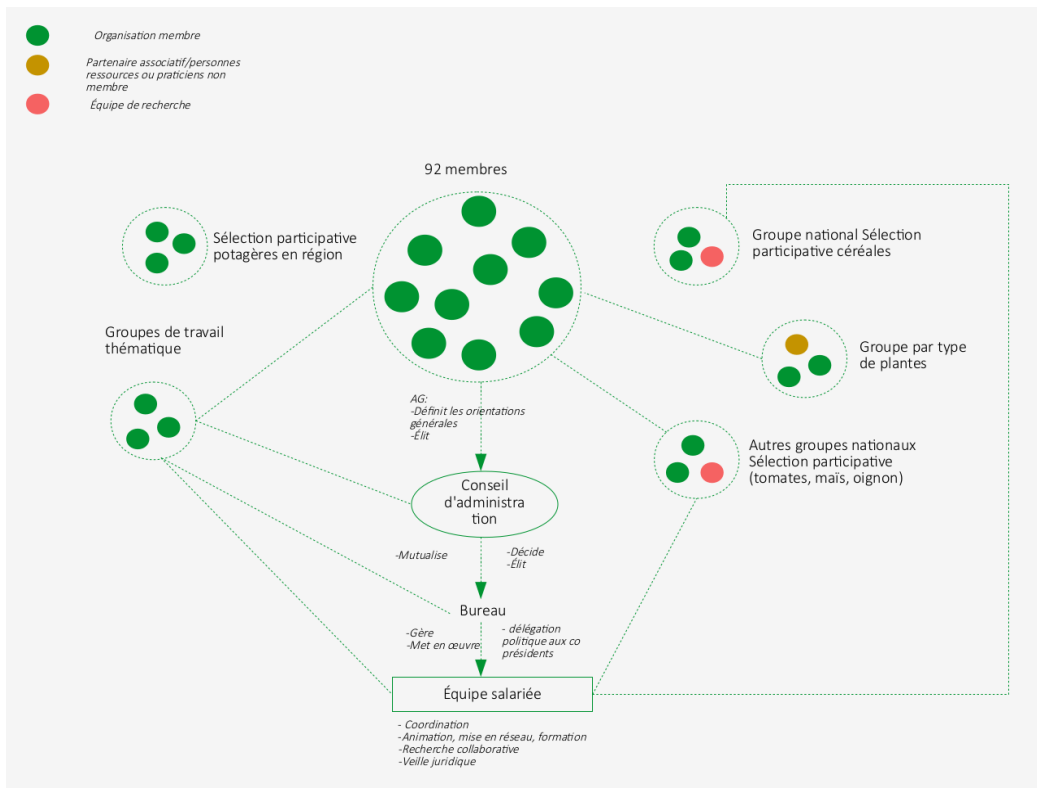 Organisation membre
Partenaire associatif/personnes
ressources ou praticiens non
membre
Équipe de recherche
92 membres
Sélection participative
potagères en région
Groupe national Sélection
participative céréales
Groupes de travail
thématique
Groupe par type
de plantes
AG:
-Définit les orientations
générales
-Élit
Autres groupes nationaux
Sélection participative
(tomates, maïs, oignon)
Conseil
d'administra
tion
-Mutualise
-Décide
-Élit
Bureau
-Gère
-Met en œuvre
- délégation
politique aux co
présidents
Équipe salariée
- Coordination
-Animation, mise en réseau, formation
-Recherche collaborative
-Veille juridique